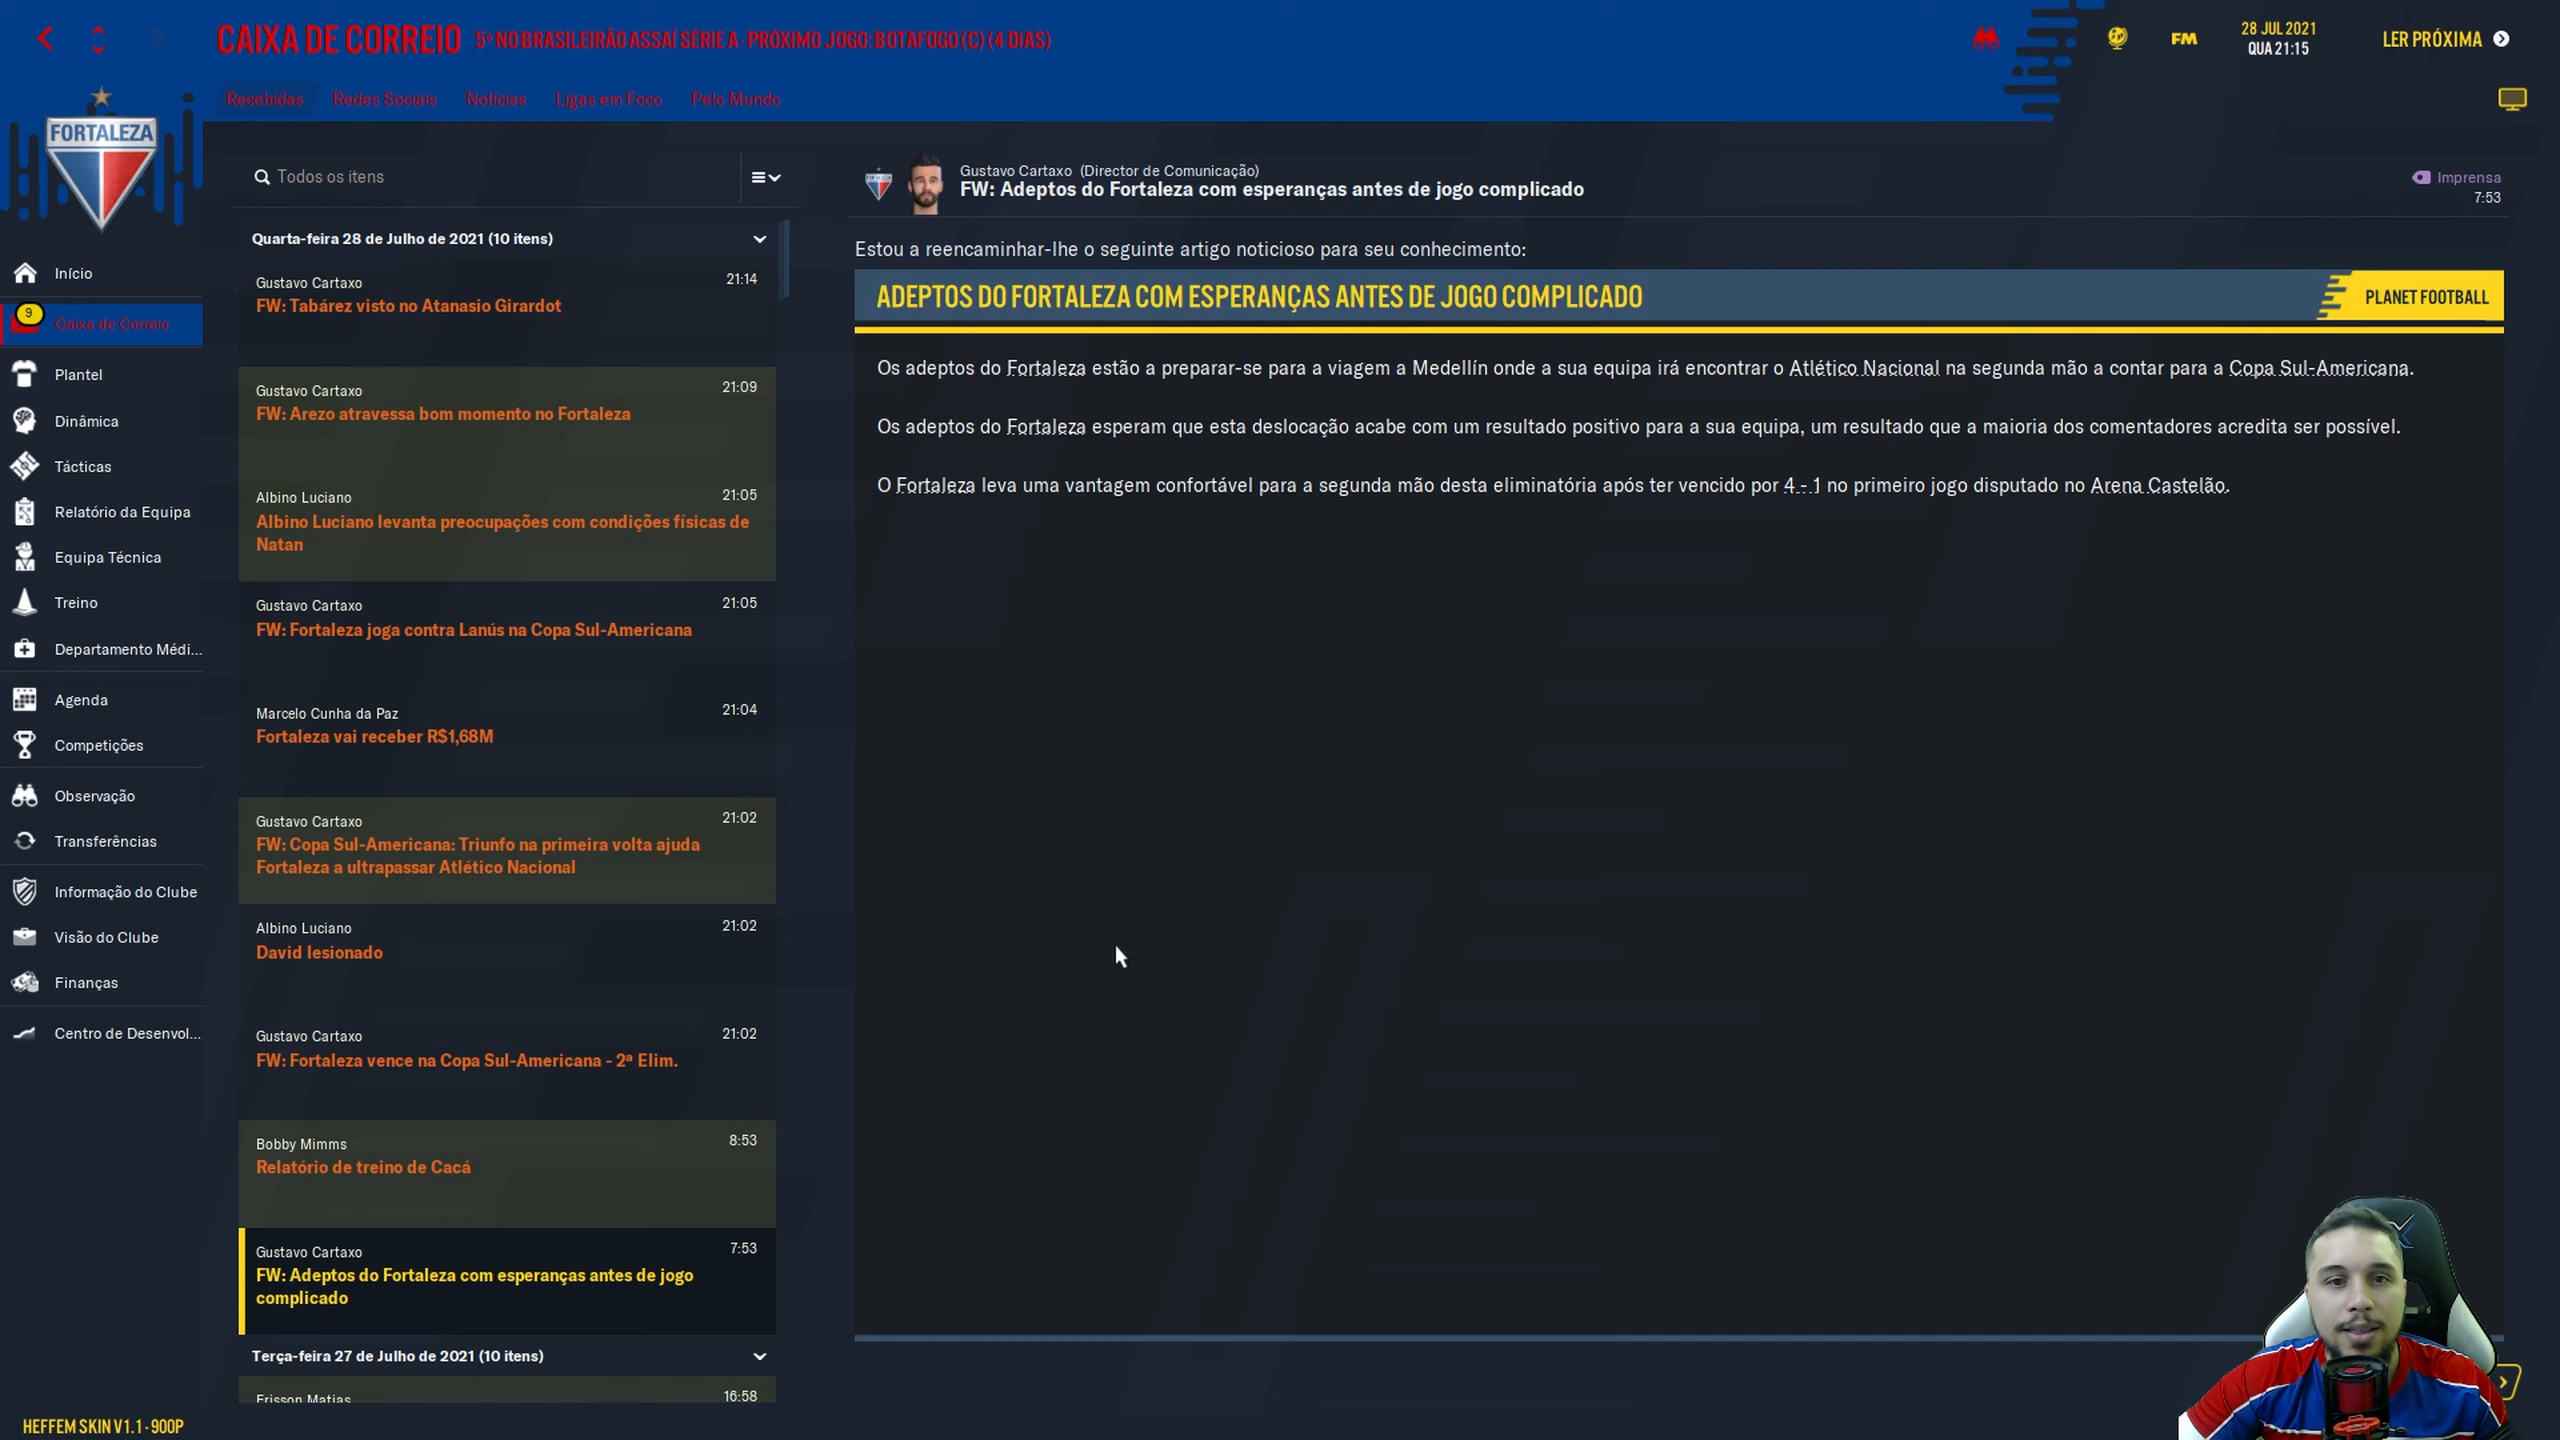 CAIXA DE CORREIO
5º NO BRASILEIRÃO ASSAÍ SÉRIE A - PRÓXIMO JOGO: BOTAFOGO (C) (4 DIAS)
FM
28 JUL 2021
QUA 21:15
LER PRÓXIMA
Recebidas
Redes Sociais
Notícias
Ligas em Foco
Pelo Mundo
FORTALEZA
Início
9
Caixa de Correio
Plantel
Dinâmica
Tácticas
Relatório da Equipa
Equipa Técnica
Treino
Departamento Médi...
Agenda
Competições
Observação
Transferências
Informação do Clube
Visão do Clube
Finanças
Centro de Desenvol...
HEFFEM SKIN V1.1 - 900P
Todos os itens
Quarta-feira 28 de Julho de 2021 (10 itens)
Gustavo Cartaxo 21:14
FW: Tabárez visto no Atanasio Girardot
Gustavo Cartaxo 21:09
FW: Arezo atravessa bom momento no Fortaleza
Albino Luciano 21:05
Albino Luciano levanta preocupações com condições físicas de
Natan
Gustavo Cartaxo 21:05
FW: Fortaleza joga contra Lanús na Copa Sul-Americana
Marcelo Cunha da Paz 21:04
Fortaleza vai receber R$1,68M
Gustavo Cartaxo 21:02
FW: Copa Sul-Americana: Triunfo na primeira volta ajuda
Fortaleza a ultrapassar Atlético Nacional
Albino Luciano 21:02
David lesionado
Gustavo Cartaxo 21:02
FW: Fortaleza vence na Copa Sul-Americana - 2ª Elim.
Bobby Mimms 8:53
Relatório de treino de Cacá
Gustavo Cartaxo 7:53
FW: Adeptos do Fortaleza com esperanças antes de jogo
complicado
Terça-feira 27 de Julho de 2021 (10 itens)
Erisson Matias 16:58
Gustavo Cartaxo (Director de Comunicação)
FW: Adeptos do Fortaleza com esperanças antes de jogo complicado
Imprensa
7:53
Estou a reencaminhar-lhe o seguinte artigo noticioso para seu conhecimento:
ADEPTOS DO FORTALEZA COM ESPERANÇAS ANTES DE JOGO COMPLICADO
PLANET FOOTBALL
Os adeptos do Fortaleza estão a preparar-se para a viagem a Medellín onde a sua equipa irá encontrar o Atlético Nacional na segunda mão a contar para a Copa Sul-Americana.
Os adeptos do Fortaleza esperam que esta deslocação acabe com um resultado positivo para a sua equipa, um resultado que a maioria dos comentadores acredita ser possível.
O Fortaleza leva uma vantagem confortável para a segunda mão desta eliminatória após ter vencido por 4 - 1 no primeiro jogo disputado no Arena Castelão.